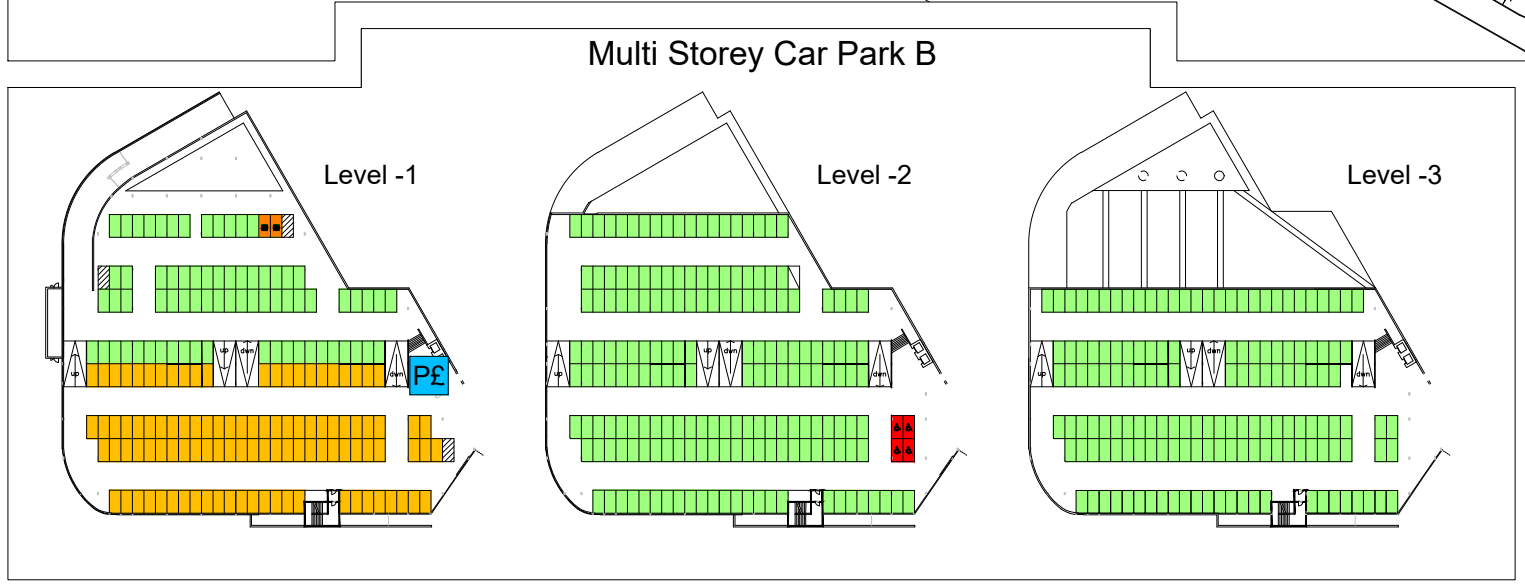 Multi Storey Car Park B
Level -1
Level -2
Level -3
up
up
dwn
dwn
P£
up
up
dwn
dwn
up
up
dwn
dwn